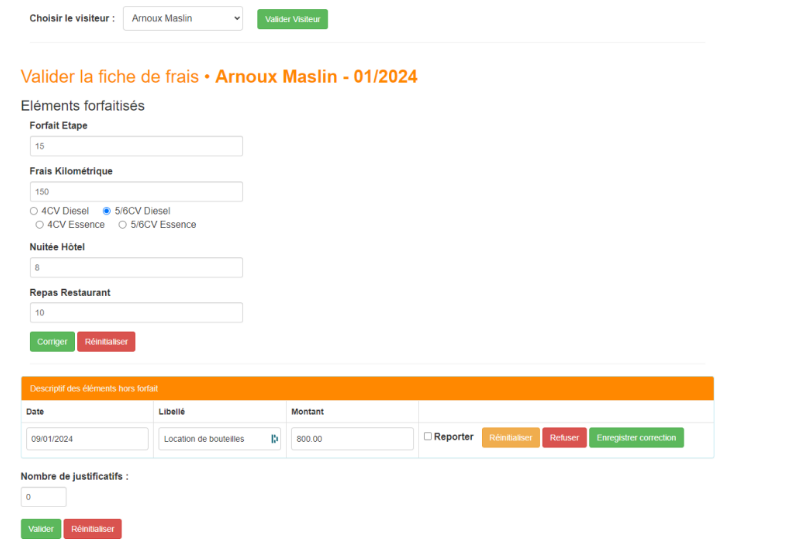 Choisir le visiteur : Arnoux Maslin Valider Visiteur
Valider la fiche de frais • Arnoux Maslin - 01/2024
Eléments forfaitisés
Forfait Etape
15
Frais Kilométrique
150
4CV Diesel 5/6CV Diesel
4CV Essence 5/6CV Essence
Nuitée Hôtel
8
Repas Restaurant
10
Corriger Réinitialiser
Descriptif des éléments hors forfait
Date Libellé Montant
09/01/2024 Location de bouteilles 800.00 Reporter Réinitialiser Refuser Enregistrer correction
Nombre de justificatifs :
0
Valider Réinitialiser